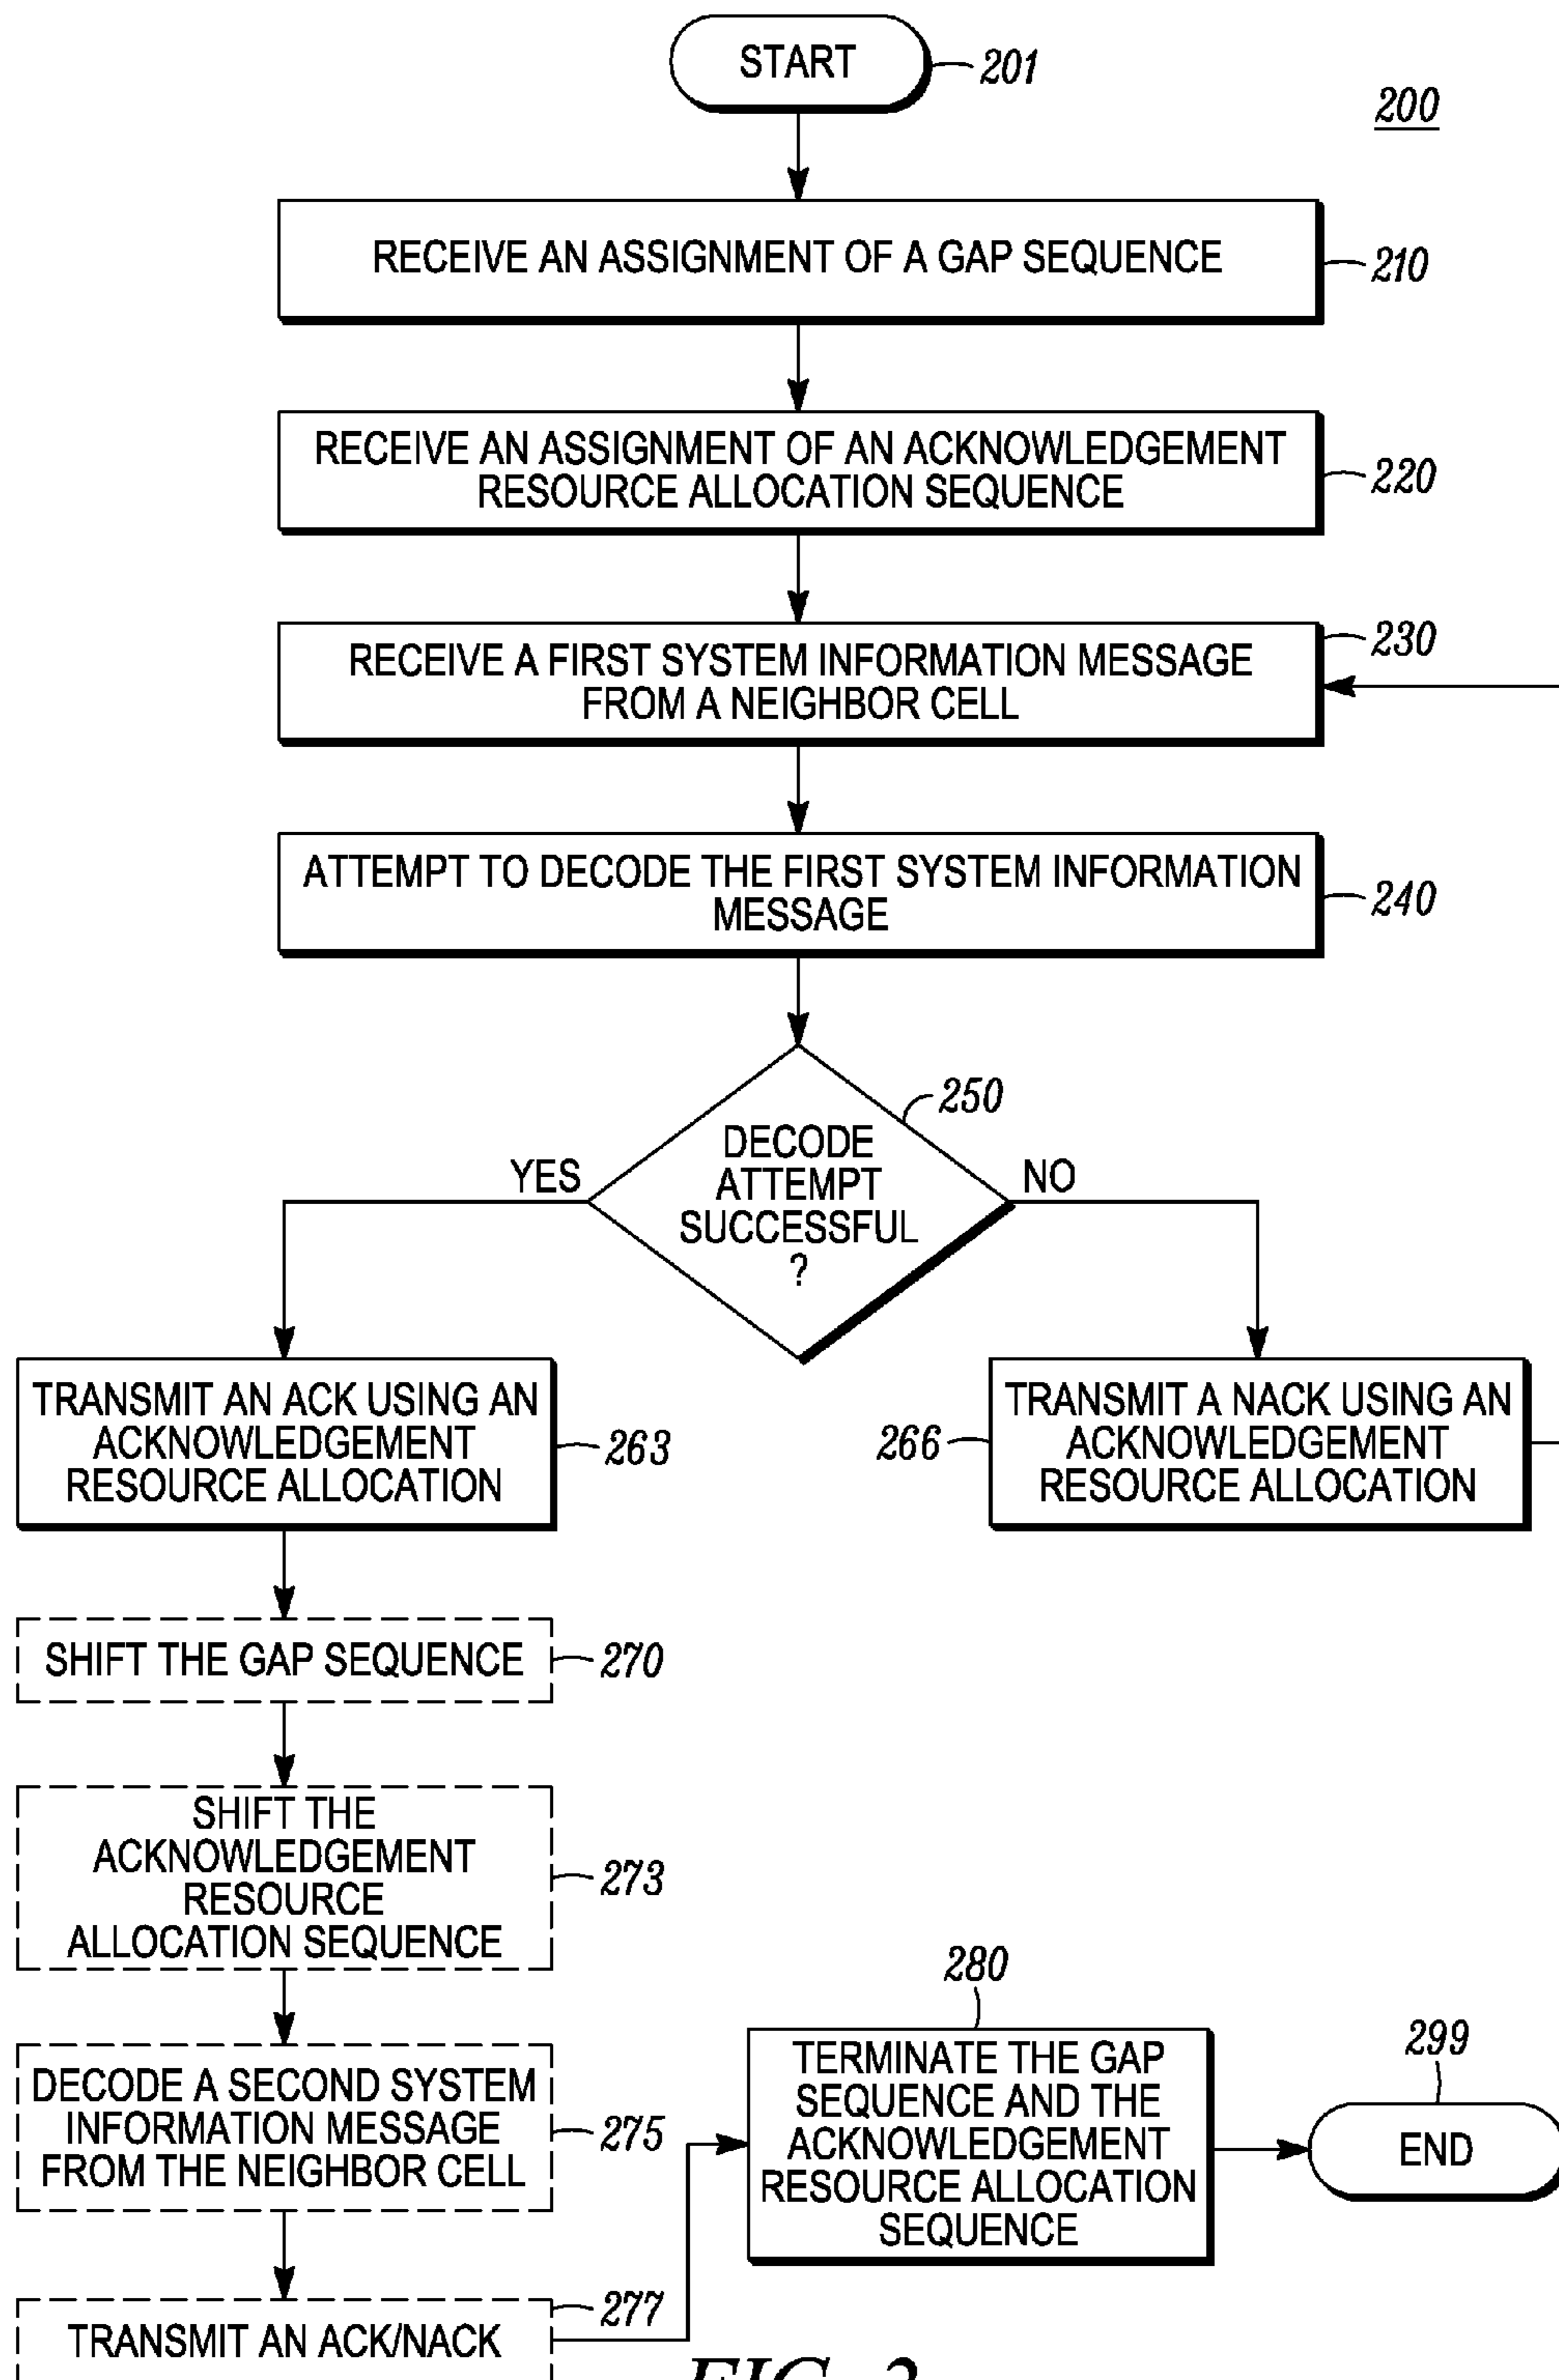 START
201
200
RECEIVE AN ASSIGNMENT OF A GAP SEQUENCE
210
RECEIVE AN ASSIGNMENT OF AN ACKNOWLEDGEMENT
RESOURCE ALLOCATION SEQUENCE
220
RECEIVE A FIRST SYSTEM INFORMATION MESSAGE
FROM A NEIGHBOR CELL
230
ATTEMPT TO DECODE THE FIRST SYSTEM INFORMATION
MESSAGE
240
250
DECODE
ATTEMPT
SUCCESSFUL
?
YES
NO
TRANSMIT AN ACK USING AN
ACKNOWLEDGEMENT
RESOURCE ALLOCATION
263
266
TRANSMIT A NACK USING AN
ACKNOWLEDGEMENT
RESOURCE ALLOCATION
SHIFT THE GAP SEQUENCE
270
SHIFT THE
ACKNOWLEDGEMENT
RESOURCE
ALLOCATION SEQUENCE
273
DECODE A SECOND SYSTEM
INFORMATION MESSAGE
FROM THE NEIGHBOR CELL
275
TRANSMIT AN ACK/NACK
277
280
TERMINATE THE GAP
SEQUENCE AND THE
ACKNOWLEDGEMENT
RESOURCE ALLOCATION
SEQUENCE
299
END
FIG.